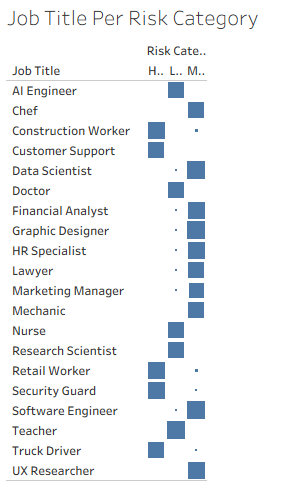 Job Title Per Risk Category
Risk Cate..
Job Title H.. L.. M..
AI Engineer
Chef
Construction Worker
Customer Support
Data Scientist
Doctor
Financial Analyst
Graphic Designer
HR Specialist
Lawyer
Marketing Manager
Mechanic
Nurse
Research Scientist
Retail Worker
Security Guard
Software Engineer
Teacher
Truck Driver
UX Researcher